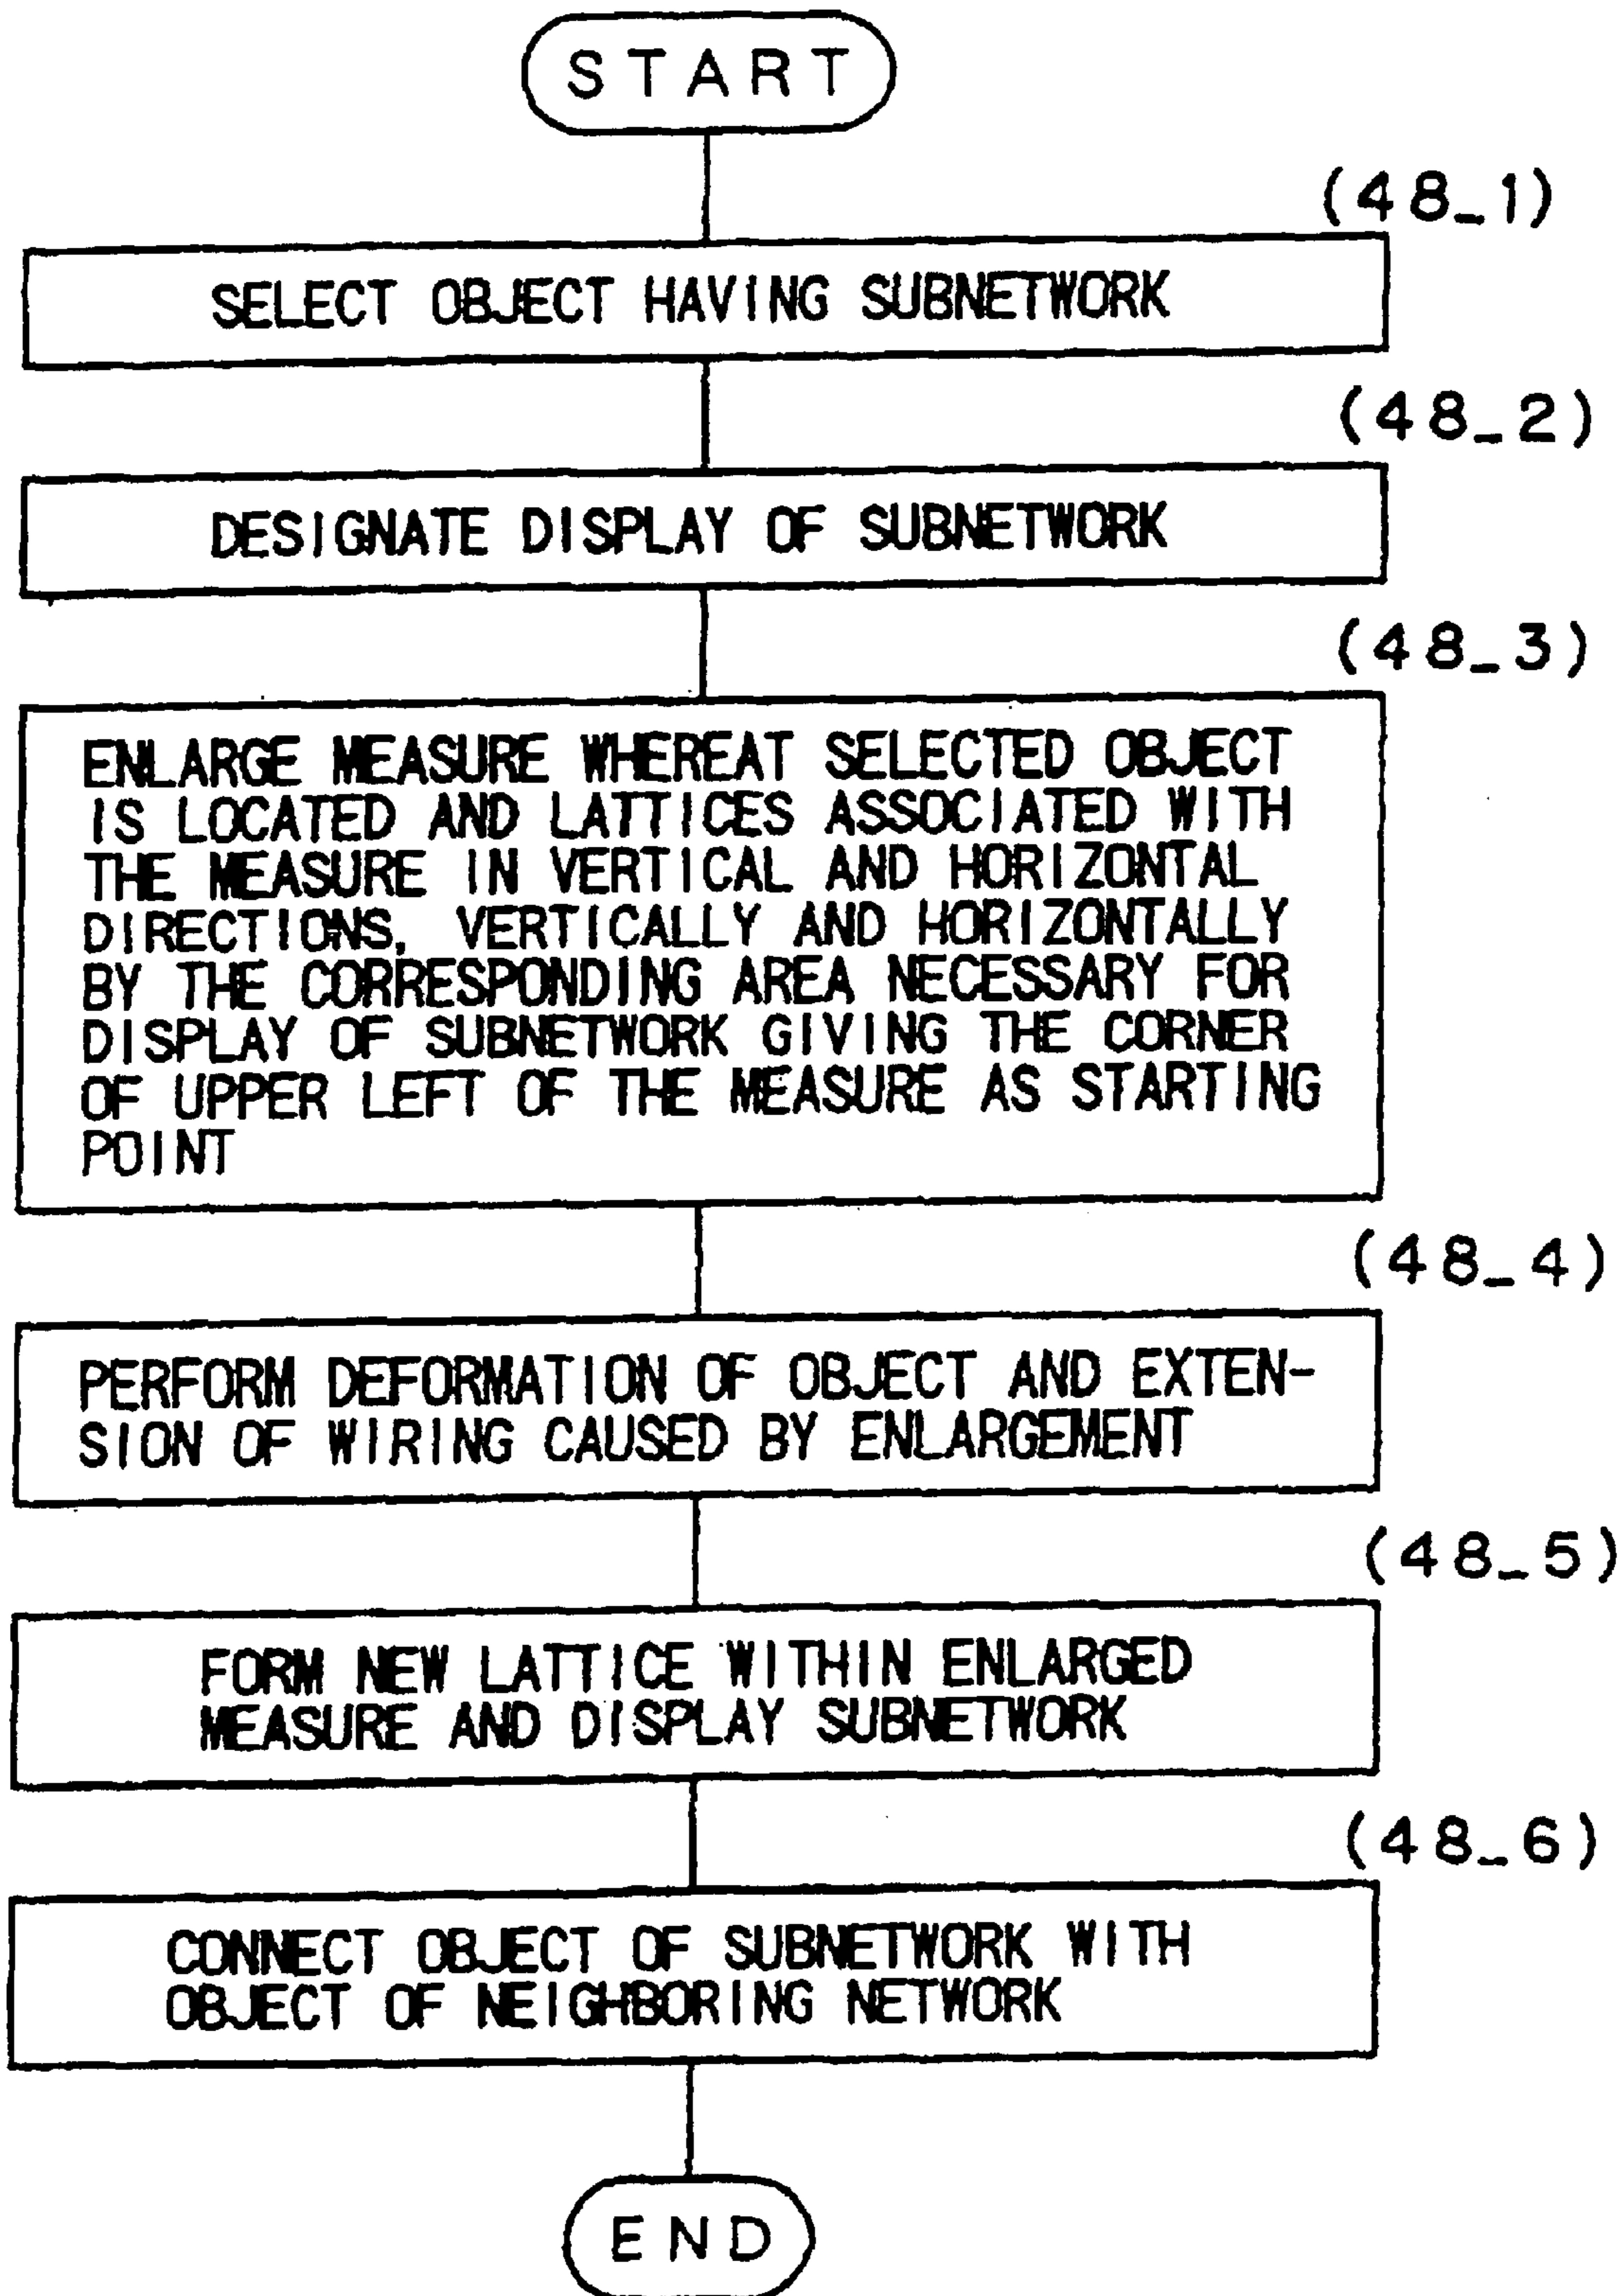 START
(48_1)
SELECT OBJECT HAVING SUBNETWORK
(48_2)
DESIGNATE DISPLAY OF SUBNETWORK
(48_3)
ENLARGE MEASURE WHEREAT SELECTED OBJECT
IS LOCATED AND LATTICES ASSOCIATED WITH
THE MEASURE IN VERTICAL AND HORIZONTAL
DIRECTIONS, VERTICALLY AND HORIZONTALLY
BY THE CORRESPONDING AREA NECESSARY FOR
DISPLAY OF SUBNETWORK GIVING THE CORNER
OF UPPER LEFT OF THE MEASURE AS STARTING
POINT
(48_4)
PERFORM DEFORMATION OF OBJECT AND EXTEN-
SION OF WIRING CAUSED BY ENLARGEMENT
(48_5)
FORM NEW LATTICE WITHIN ENLARGED
MEASURE AND DISPLAY SUBNETWORK
(48_6)
CONNECT OBJECT OF SUBNETWORK WITH
OBJECT OF NEIGHBORING NETWORK
END